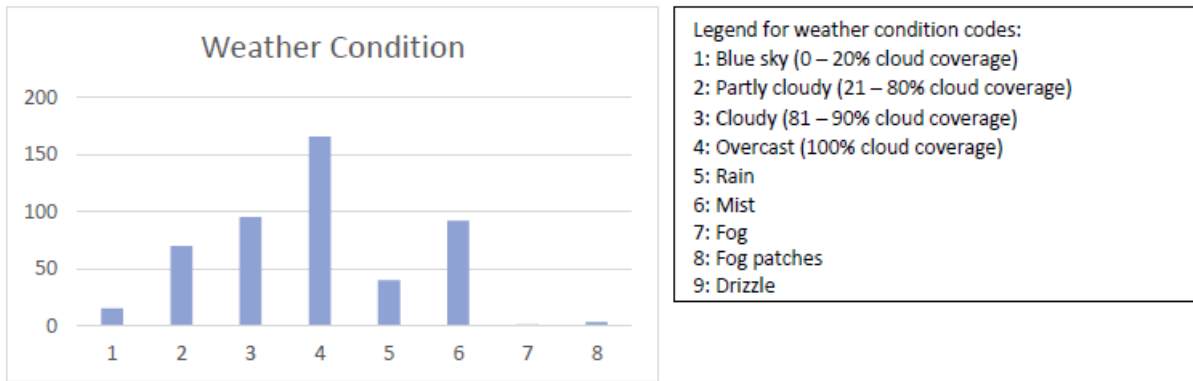 Weather Condition
200
150
100
50
0
1 2 3 4 5 6 7 8
Legend for weather condition codes:
1: Blue sky (0 – 20% cloud coverage)
2: Partly cloudy (21 – 80% cloud coverage)
3: Cloudy (81 – 90% cloud coverage)
4: Overcast (100% cloud coverage)
5: Rain
6: Mist
7: Fog
8: Fog patches
9: Drizzle